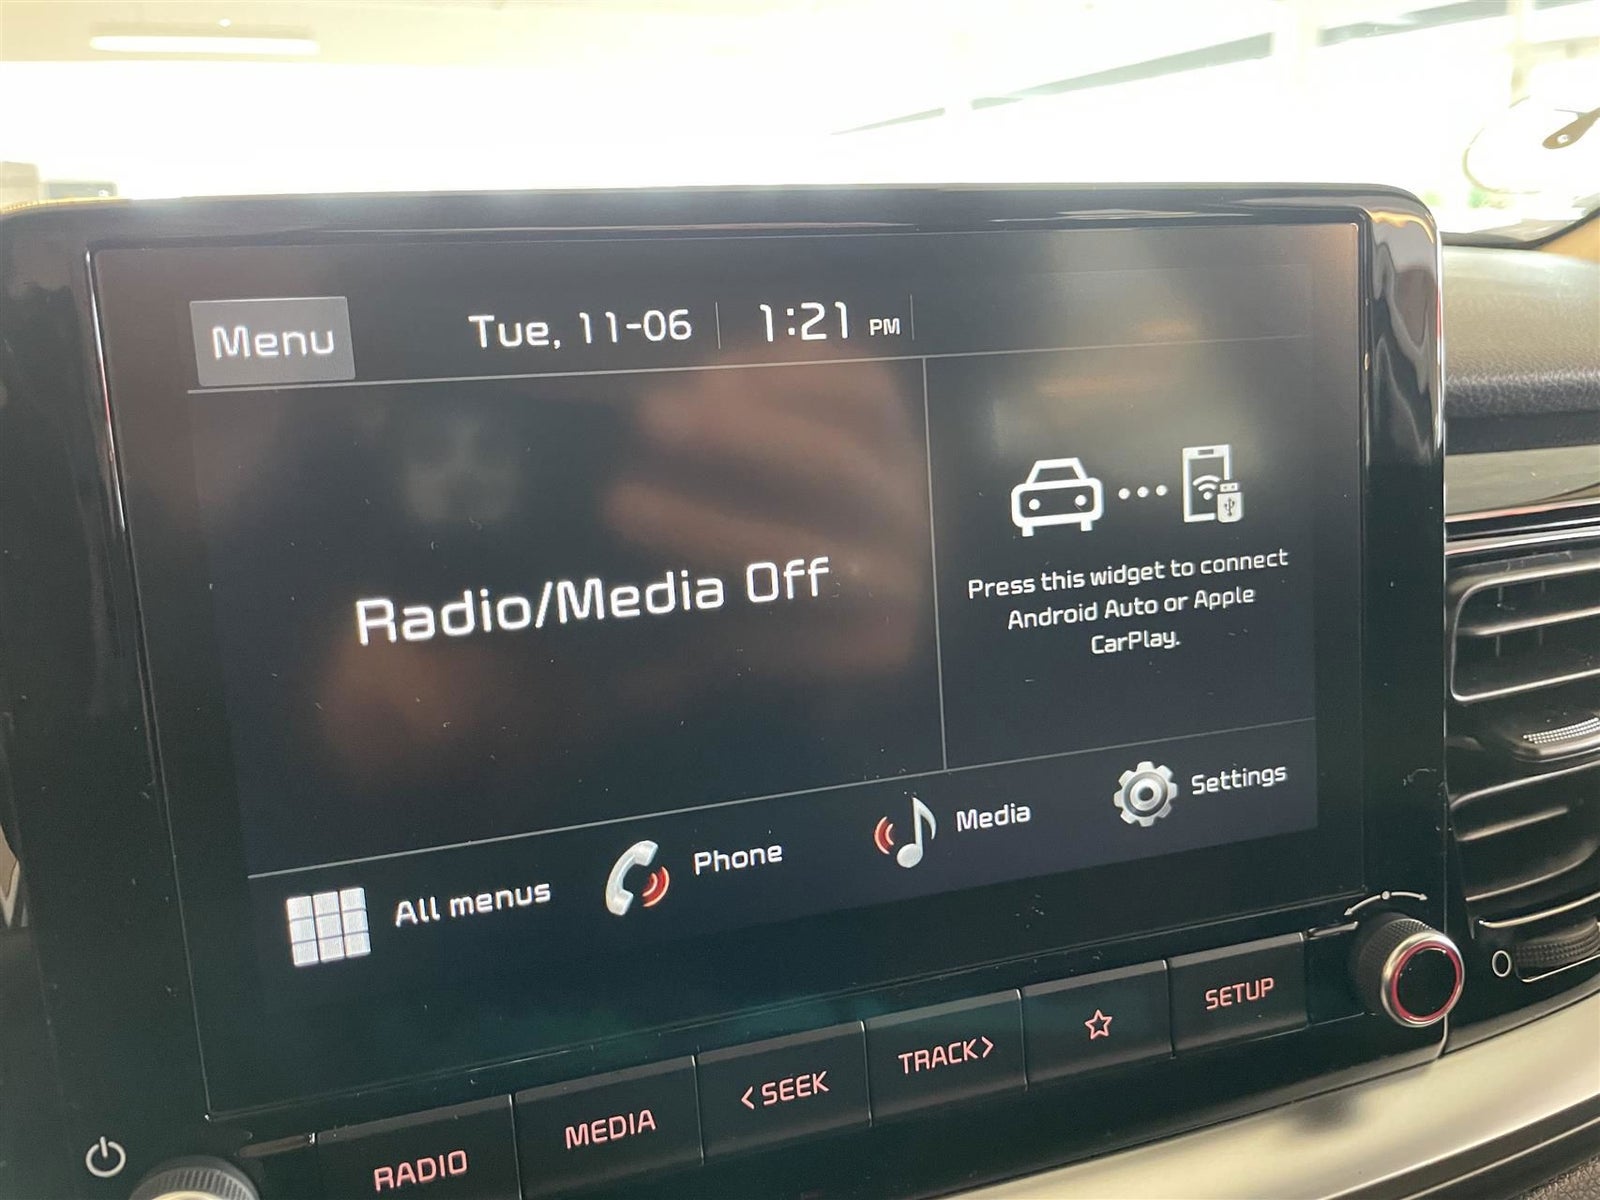 Menu
Tue, 11-06
1:21 PM
Radio/Media Off
Press this widget to connect
Android Auto or Apple
CarPlay.
All menus
Phone
Media
Settings
RADIO
MEDIA
< SEEK
TRACK >
SETUP